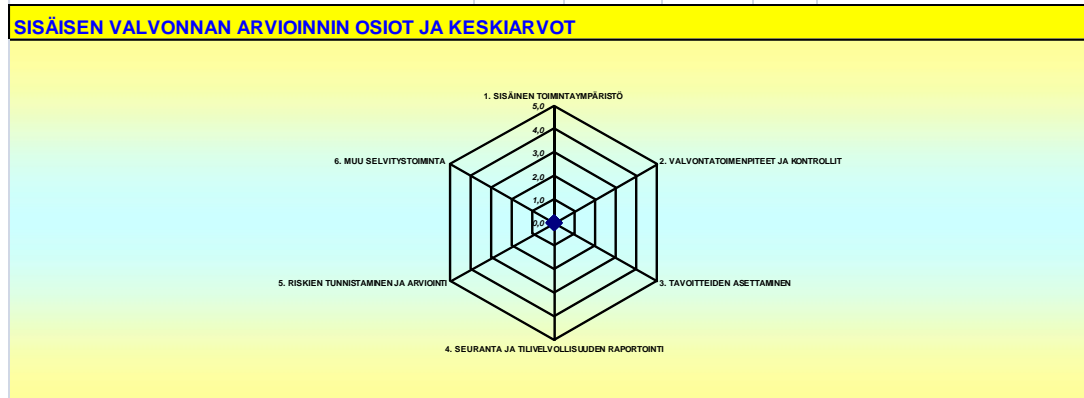 SISÄISEN VALVONNAN ARVIOINNIN OSIOT JA KESKIARVOT
1. SISÄINEN TOIMINTAYMPÄRISTÖ
5,0
4,0
6. MUU SELVITYSTOIMINTA
2. VALVONTATOIMENPITEET JA KONTROLLIT
3,0
2,0
1,0
0,0
5. RISKIEN TUNNISTAMINEN JA ARVIOINTI
3. TAVOITTEIDEN ASETTAMINEN
4. SEURANTA JA TILIVELVOLLISUUDEN RAPORTOINTI